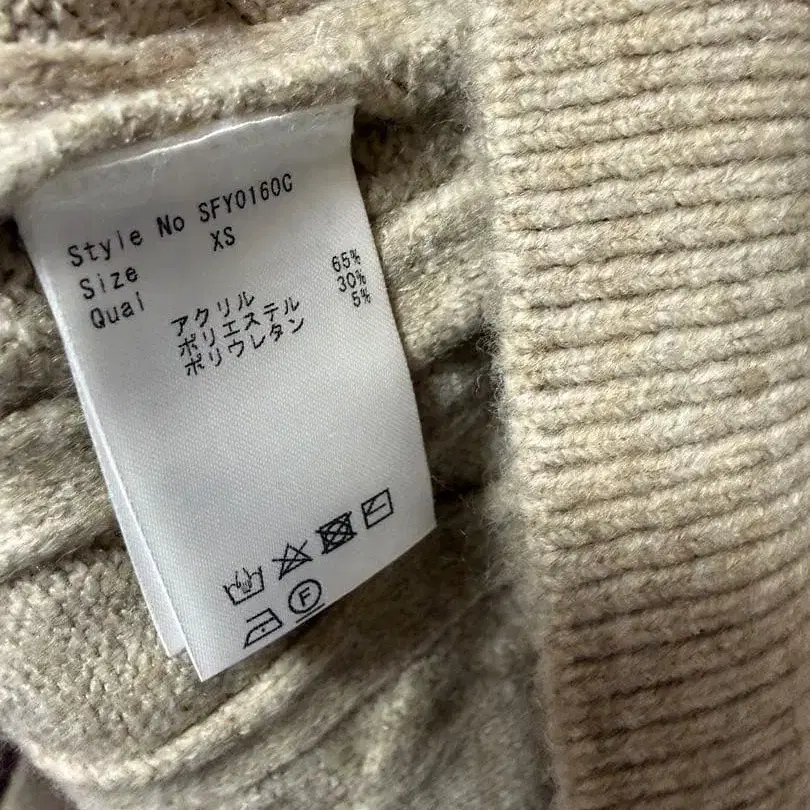 Style No SFY0160C
Size XS
Qual
アクリル 65%
ポリエステル 30%
ポリウレタン 5%
F